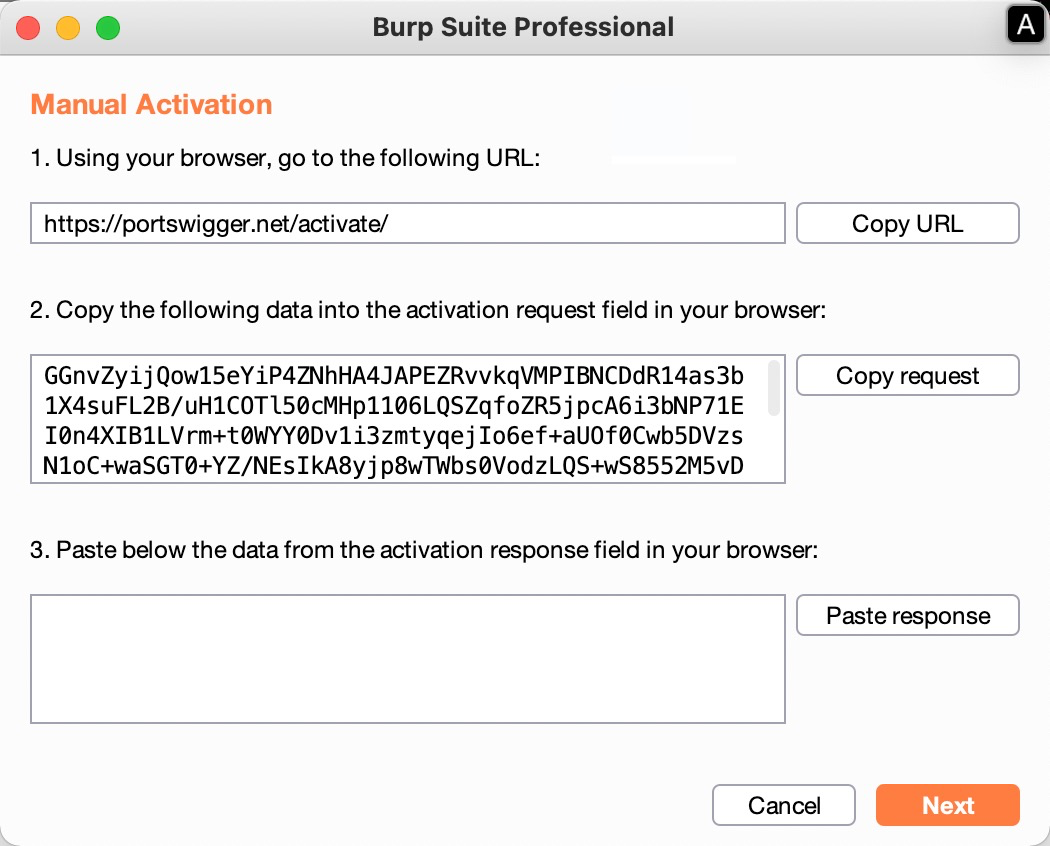 Burp Suite Professional
A
Manual Activation
1. Using your browser, go to the following URL:
https://portswigger.net/activate/
Copy URL
2. Copy the following data into the activation request field in your browser:
GGnvZyijQow15eYiP4ZNhHA4JAPEZRvvkqVMPIBNCDdR14as3b
1X4suFL2B/uH1COTl50cMHp1106LQSZqfoZR5jpcA6i3bNP71E
I0n4XIB1LVrm+t0WYY0Dv1i3zmtyqejIo6ef+aUOf0Cwb5DVzs
N1oC+waSGT0+YZ/NEsIkA8yjp8wTWbs0VodzLQS+wS8552M5vD
Copy request
3. Paste below the data from the activation response field in your browser:
Paste response
Cancel
Next